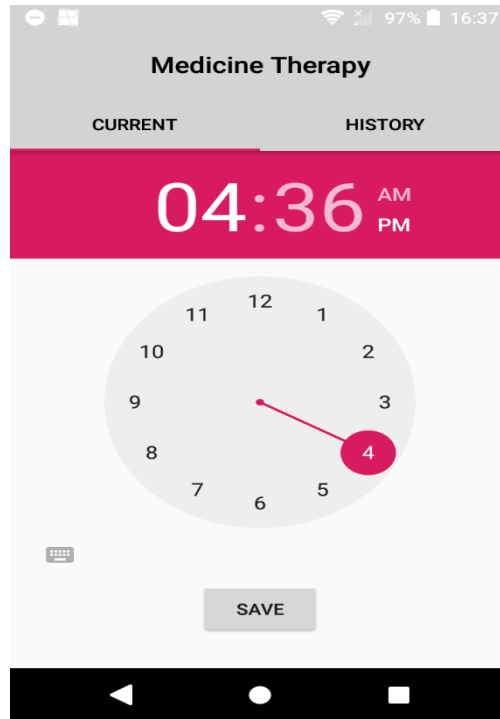 97% 16:37
Medicine Therapy
CURRENT HISTORY
04:36 AM PM
12
11 1
10 2
9 3
8 4
7 5
6
SAVE